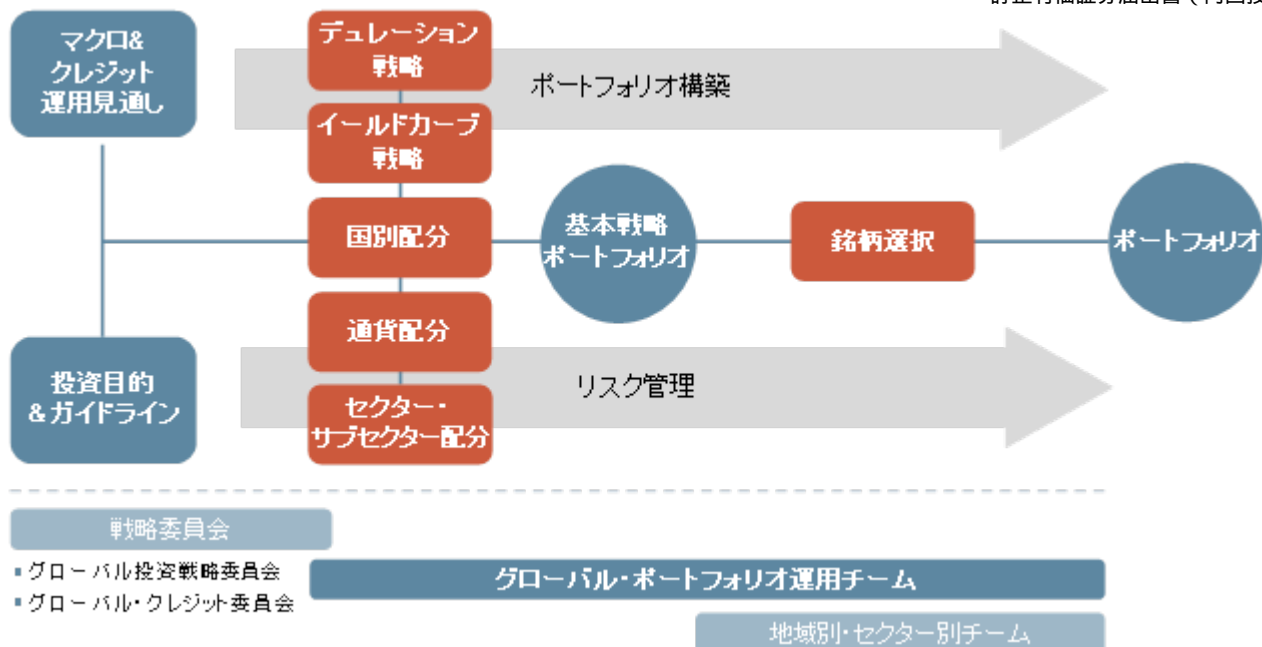 マクロ&
クレジット
運用見通し
デュレーション
戦略
ポートフォリオ構築
イールドカーブ
戦略
国別配分
基本戦略
ポートフォリオ
銘柄選択
ポートフォリオ
通貨配分
投資目的
&ガイドライン
リスク管理
セクター・
サブセクター配分
戦略委員会
▪グローバル投資戦略委員会
▪グローバル・クレジット委員会
グローバル・ポートフォリオ運用チーム
地域別・セクター別チーム